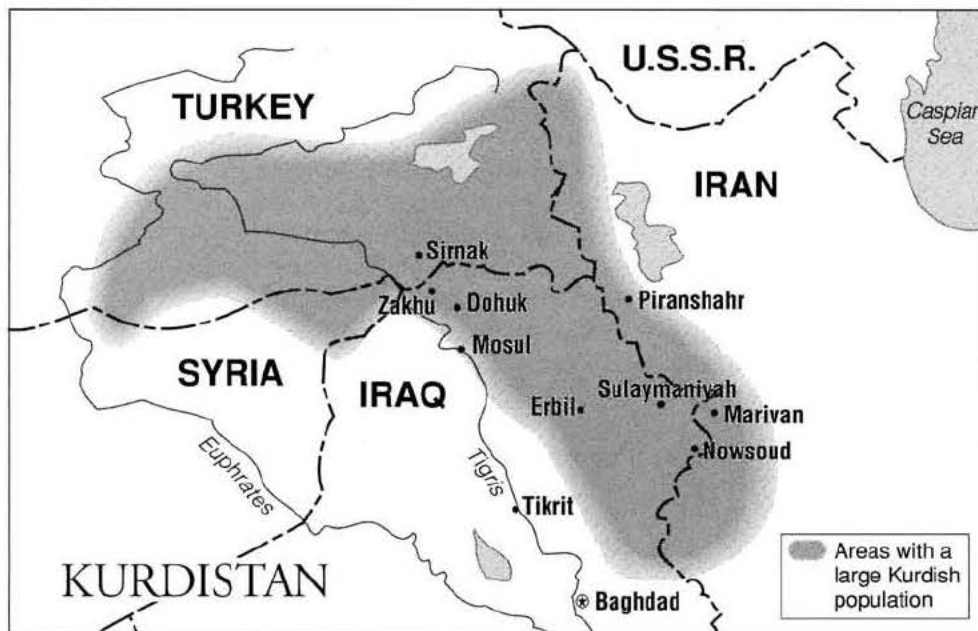 U.S.S.R.
TURKEY
Caspian
Sea
IRAN
Sirnak
Zakhu
Dohuk
Piranshahr
Mosul
SYRIA
IRAQ
Sulaymaniyah
Erbil
Marivan
Nowsoud
Euphrates
Tigris
Tikrit
KURDISTAN
Baghdad
Areas with a
large Kurdish
population